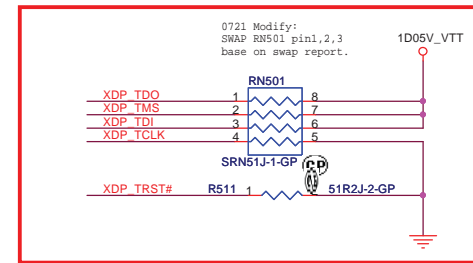 0721 Modify:
SWAP RN501 pin1,2,3
base on swap report.
1D05V_VTT
RN501
XDP_TDO 1 8
XDP_TMS 2 7
XDP_TDI 3 6
XDP_TCLK 4 5
SRN51J-1-GP
XDP_TRST# R511 1 51R2J-2-GP